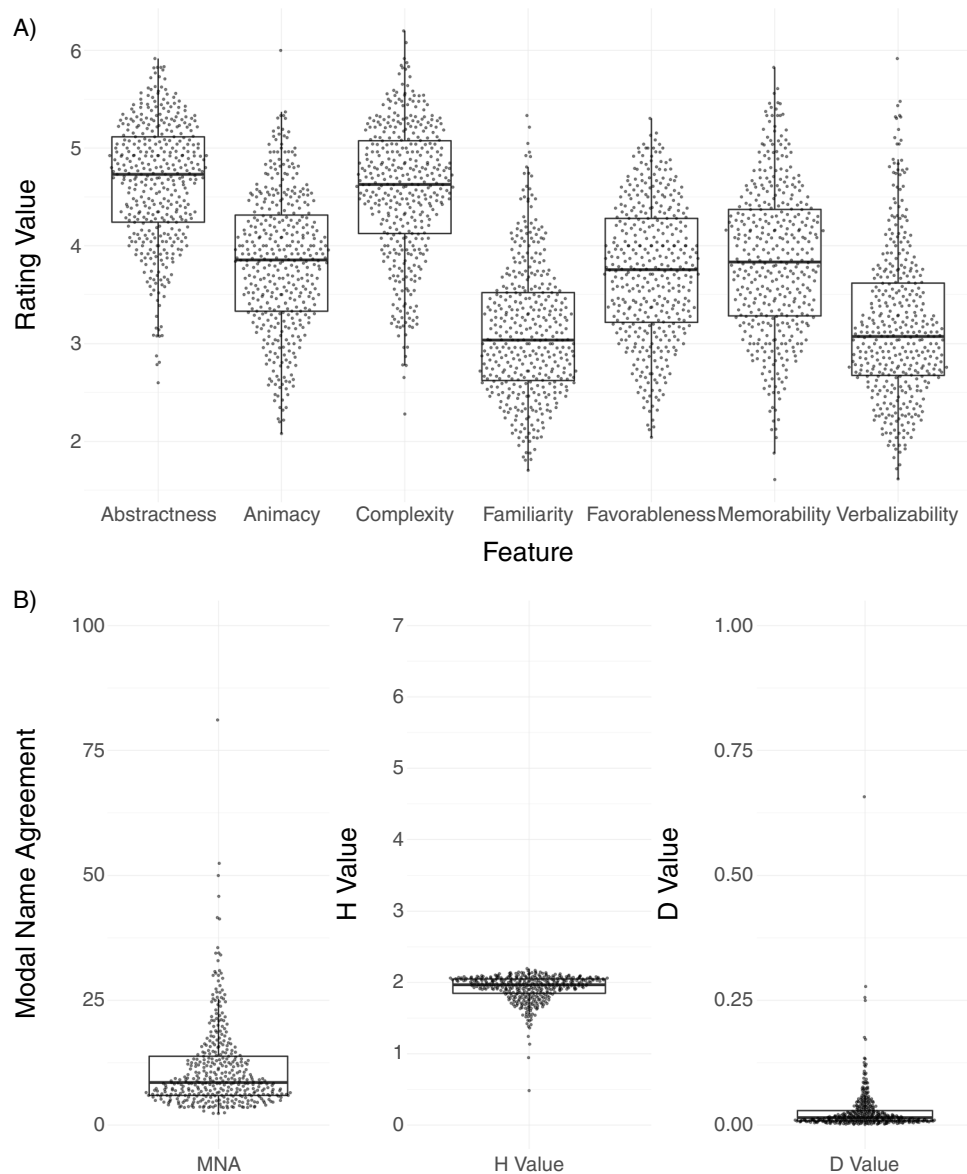 A)
Rating Value
6
5
4
3
2
Abstractness Animacy Complexity Familiarity Favorableness Memorability Verbalizability
Feature
B)
Modal Name Agreement
100
75
50
25
0
MNA
H Value
7
6
5
4
3
2
1
0
H Value
D Value
1.00
0.75
0.50
0.25
0.00
D Value